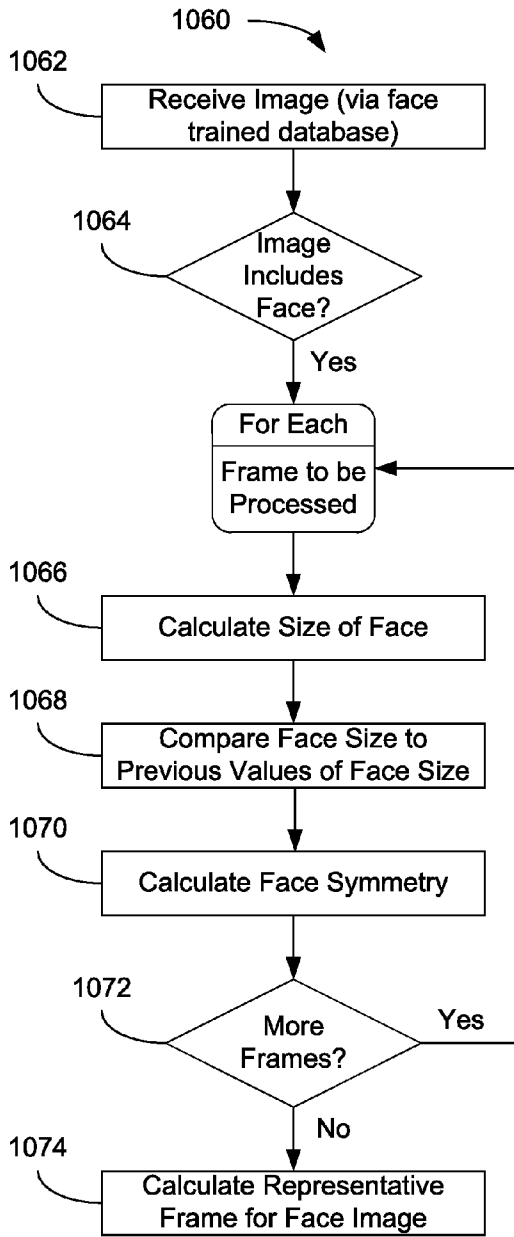 1060
1062
Receive Image (via face
trained database)
1064
Image
Includes
Face?
Yes
For Each
Frame to be
Processed
1066
Calculate Size of Face
1068
Compare Face Size to
Previous Values of Face Size
1070
Calculate Face Symmetry
1072
More
Frames?
Yes
No
1074
Calculate Representative
Frame for Face Image